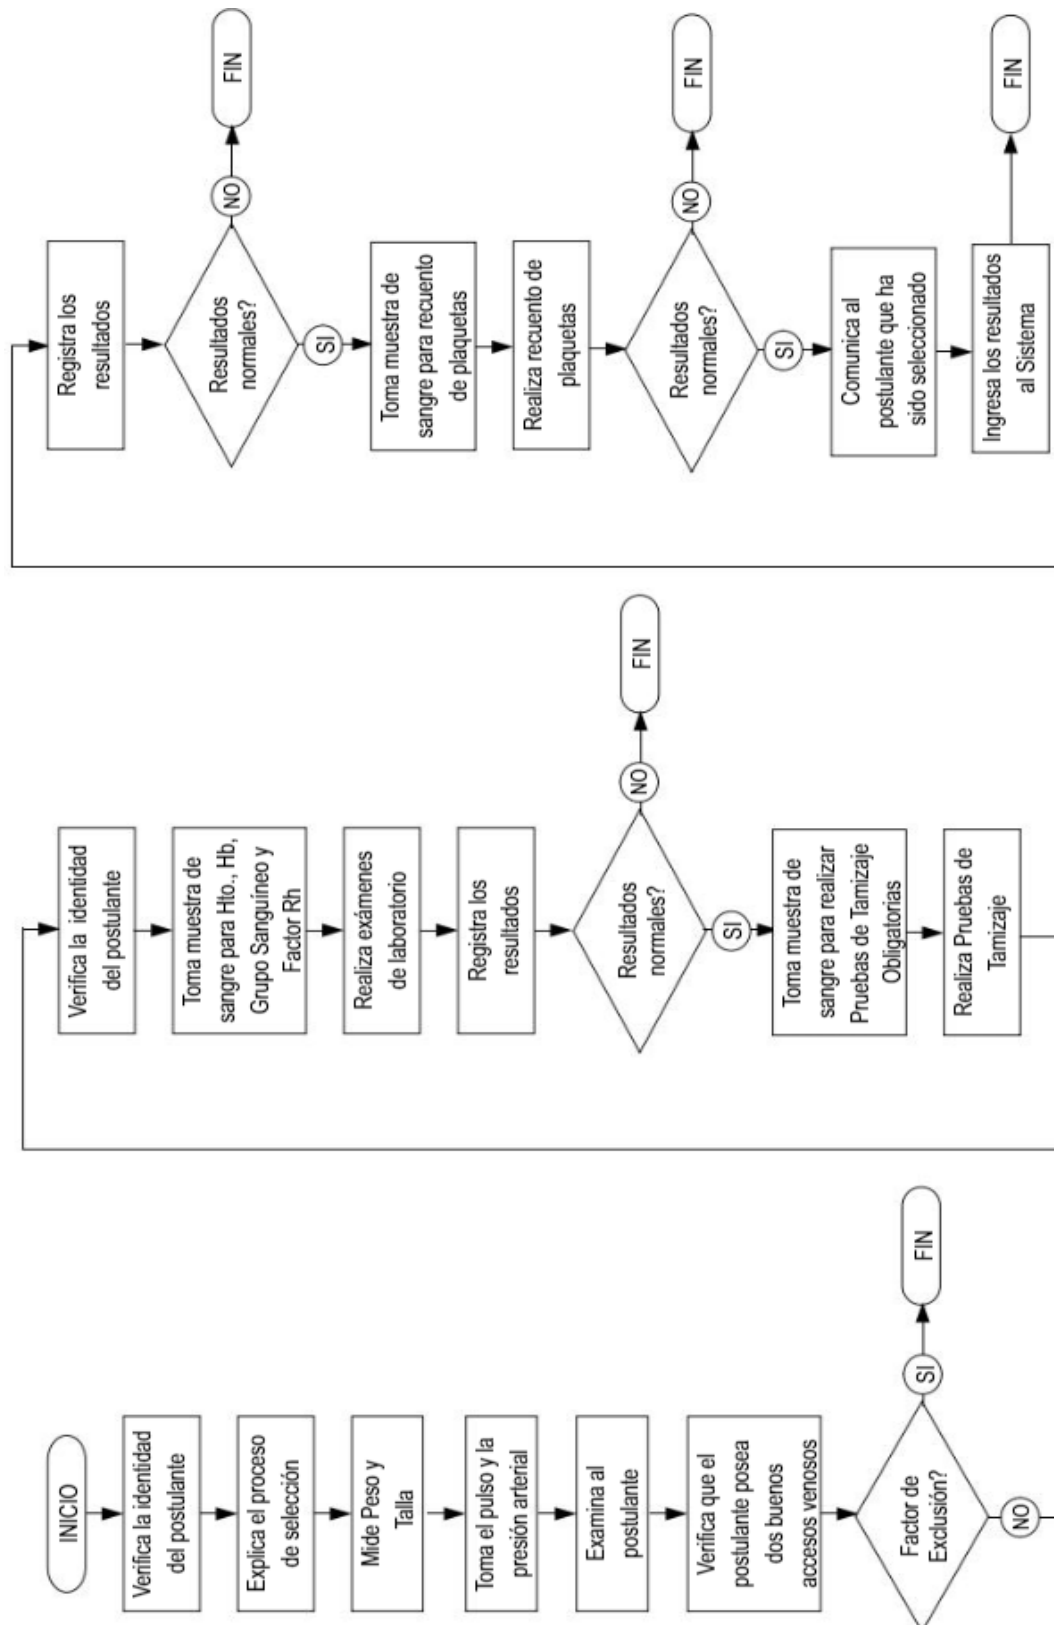 INICIO
Verifica la identidad
del postulante
Explica el proceso
de selección
Mide Peso y
Talla
Toma el pulso y la
presión arterial
Examina al
postulante
Verifica que el
postulante posea
dos buenos
accesos venosos
Factor de
Exclusión?
SI
FIN
NO
Verifica la identidad
del postulante
Toma muestra de
sangre para Hto., Hb,
Grupo Sanguíneo y
Factor Rh
Realiza exámenes
de laboratorio
Registra los
resultados
Resultados
normales?
NO
FIN
SI
Toma muestra de
sangre para realizar
Pruebas de Tamizaje
Obligatorias
Realiza Pruebas de
Tamizaje
Registra los
resultados
Resultados
normales?
NO
FIN
SI
Toma muestra de
sangre para recuento
de plaquetas
Realiza recuento de
plaquetas
Resultados
normales?
NO
FIN
SI
Comunica al
postulante que ha
sido seleccionado
Ingresa los resultados
al Sistema
FIN